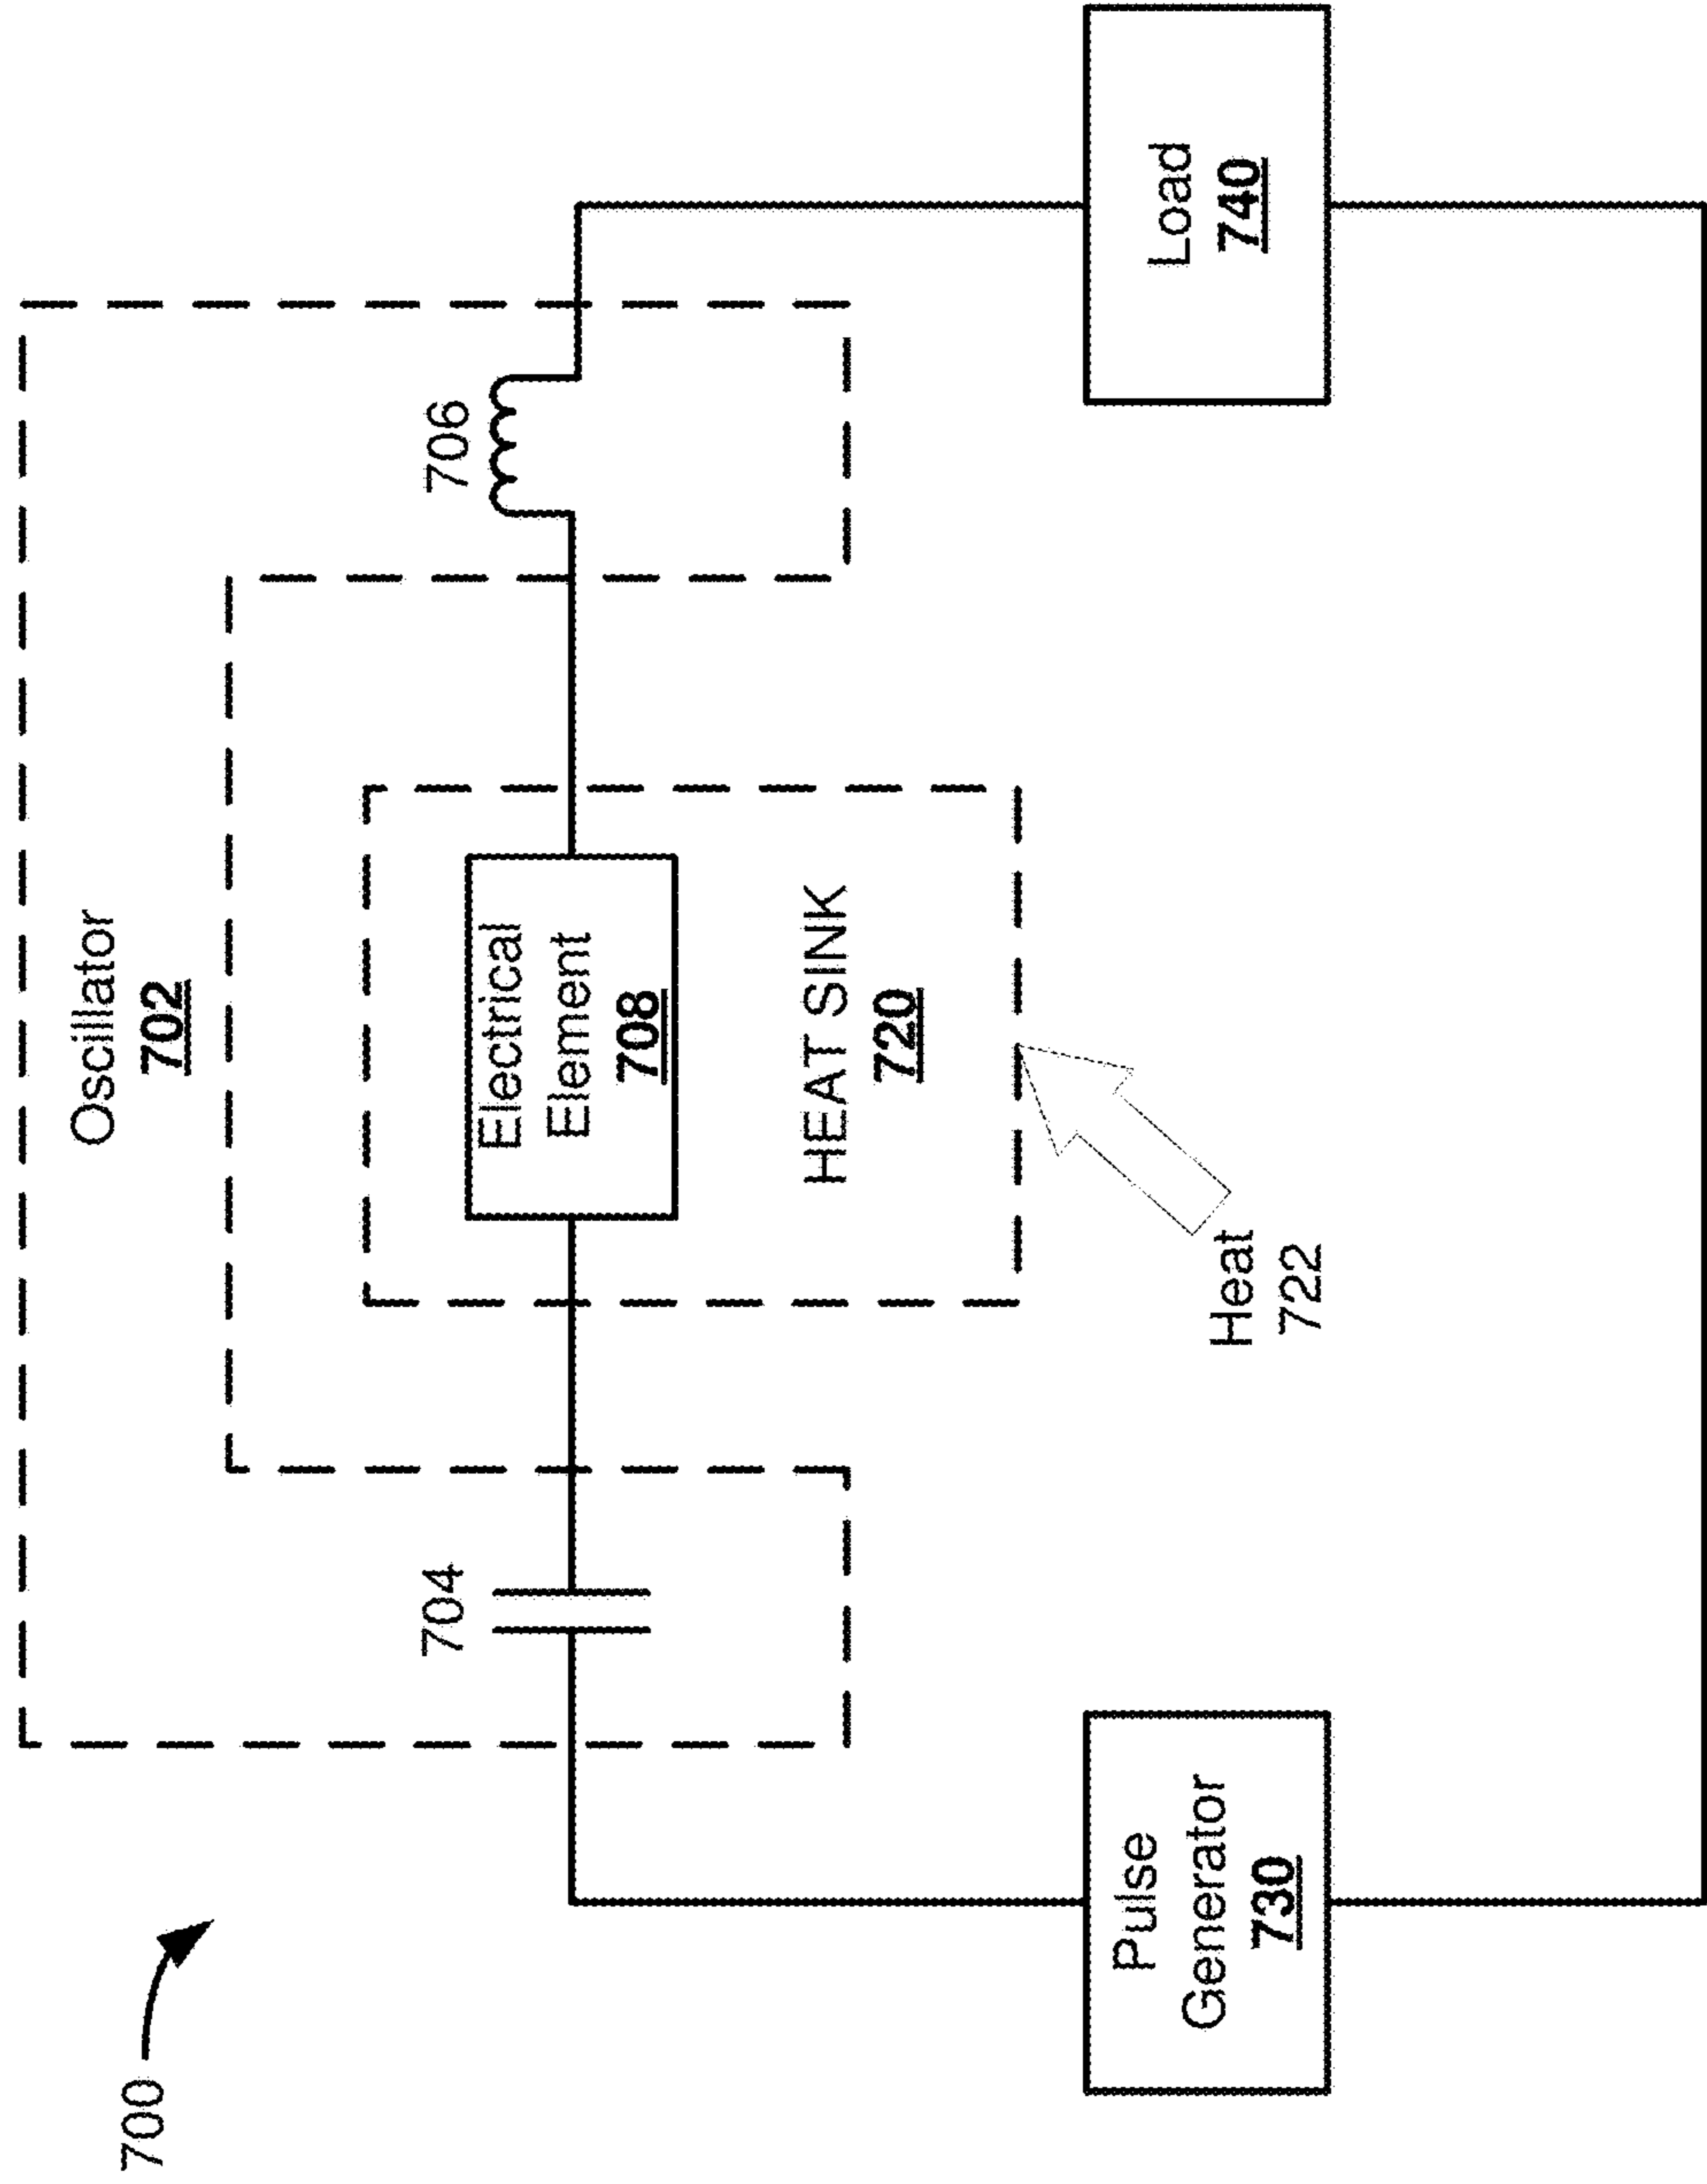 700
Oscillator
702
704
706
Electrical
Element
708
HEAT SINK
720
Heat
722
Pulse
Generator
730
Load
740